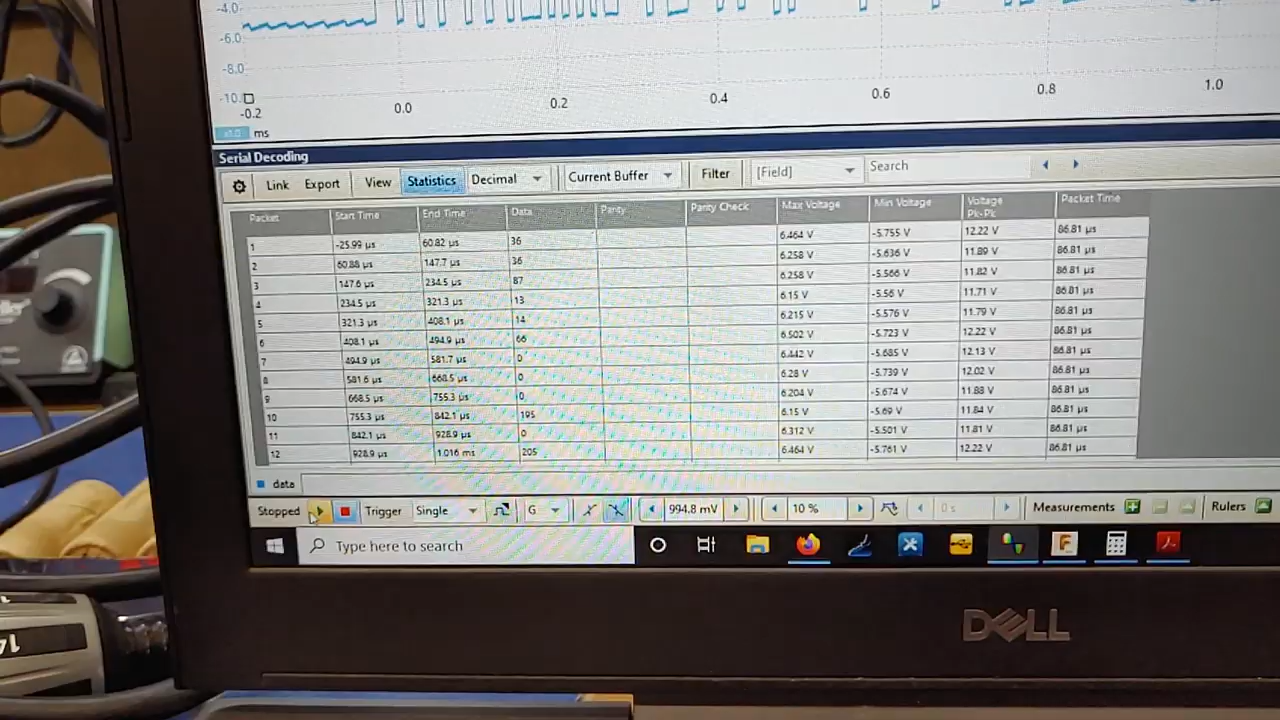 -4.0
-6.0
-8.0
-10.0
-0.2 0.0 0.2 0.4 0.6 0.8 1.0
x1.0 ms
Serial Decoding
Link Export View Statistics Decimal Current Buffer Filter [Field] Search
Packet Start Time End Time Data Parity Parity Check Max Voltage Min Voltage Voltage Pk-Pk Packet Time
1 -25.99 µs 60.82 µs 36 6.464 V -5.755 V 12.22 V 86.81 µs
2 60.88 µs 147.7 µs 36 6.258 V -5.636 V 11.89 V 86.81 µs
3 147.6 µs 234.5 µs 87 6.258 V -5.566 V 11.82 V 86.81 µs
4 234.5 µs 321.3 µs 13 6.15 V -5.56 V 11.71 V 86.81 µs
5 321.3 µs 408.1 µs 14 6.215 V -5.576 V 11.79 V 86.81 µs
6 408.1 µs 494.9 µs 66 6.502 V -5.723 V 12.22 V 86.81 µs
7 494.9 µs 581.7 µs 0 6.442 V -5.685 V 12.13 V 86.81 µs
8 581.6 µs 668.5 µs 0 6.28 V -5.739 V 12.02 V 86.81 µs
9 668.5 µs 755.3 µs 0 6.204 V -5.674 V 11.88 V 86.81 µs
10 755.3 µs 842.1 µs 195 6.15 V -5.69 V 11.84 V 86.81 µs
11 842.1 µs 928.9 µs 0 6.312 V -5.501 V 11.81 V 86.81 µs
12 928.9 µs 1.016 ms 205 6.464 V -5.761 V 12.22 V 86.81 µs
data
Stopped Trigger Single G 994.8 mV 10 % 0 s Measurements Rulers
Type here to search
DELL
14